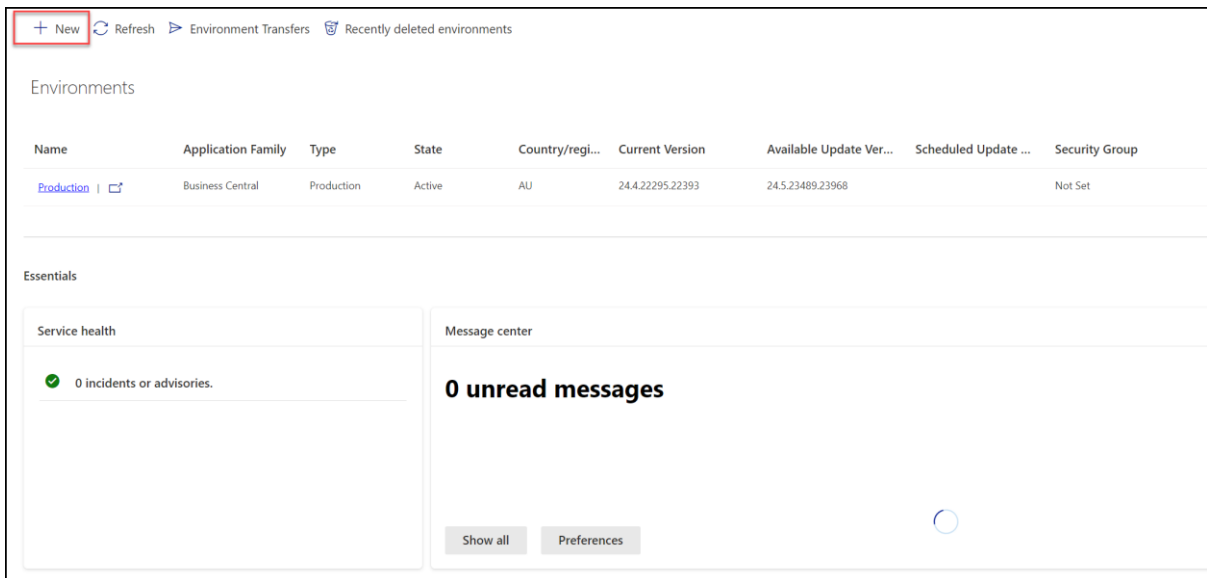 New Refresh Environment Transfers Recently deleted environments
Environments
Name Application Family Type State Country/regi... Current Version Available Update Ver... Scheduled Update ... Security Group
Production | Business Central Production Active AU 24.4.22295.22393 24.5.23489.23968 Not Set
Essentials
Service health
0 incidents or advisories.
Message center
0 unread messages
Show all Preferences